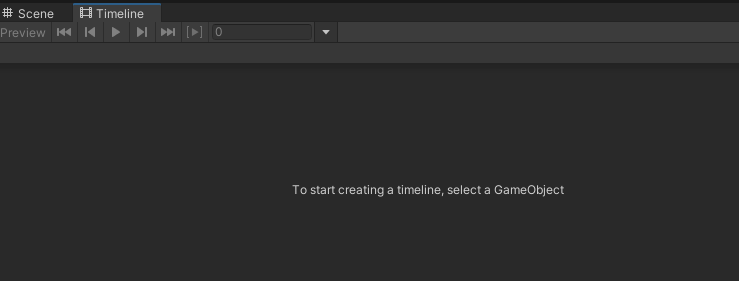 Scene Timeline
Preview 0
To start creating a timeline, select a GameObject